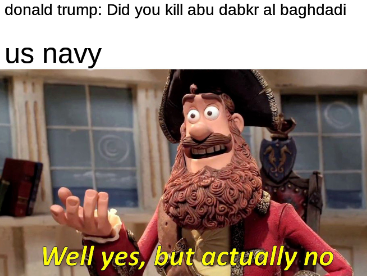 donald trump: Did you kill abu dabkr al baghdadi
us navy
Well yes, but actually no